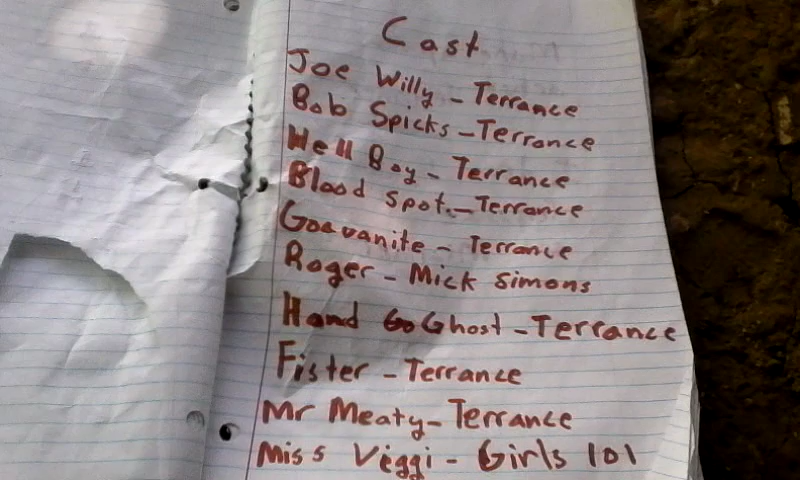 Cast
Joe Willy - Terrance
Bob Spicks - Terrance
Hell Boy - Terrance
Blood Spot - Terrance
Goovanite - Terrance
Roger - Mick Simons
Hand Go Ghost - Terrance
Fister - Terrance
Mr Meaty - Terrance
Miss Veggi - Girls 101